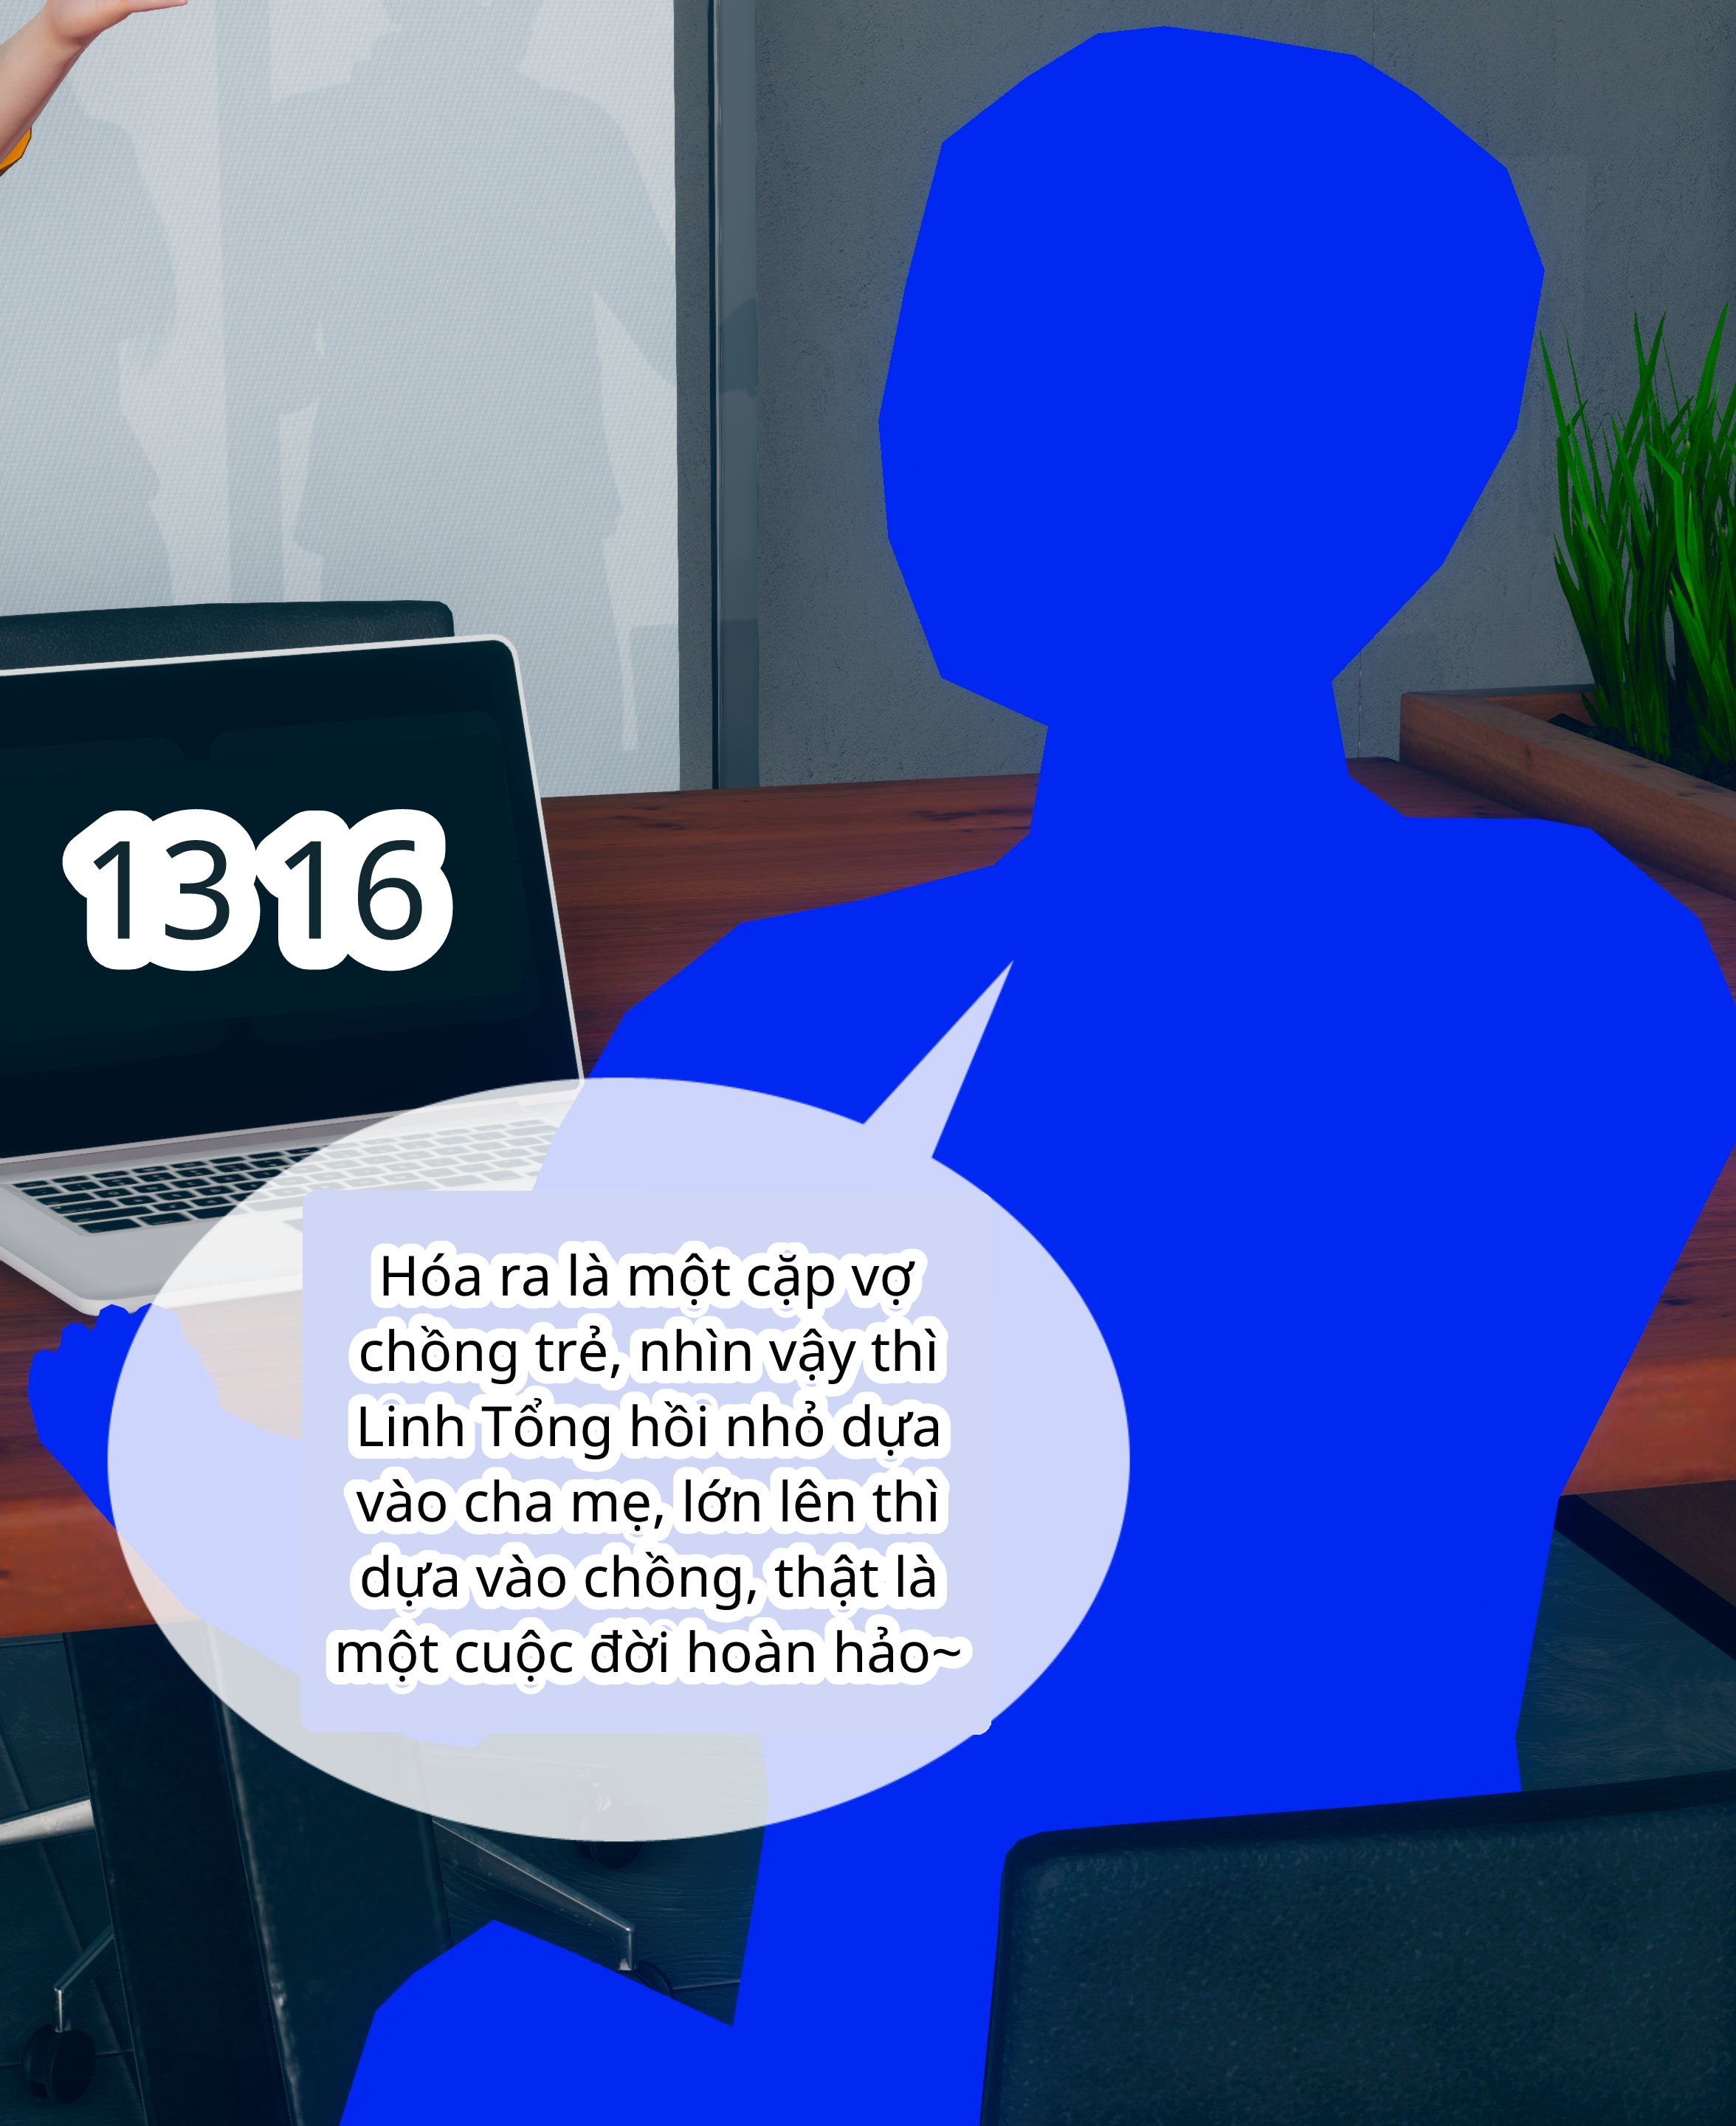 1316
Hóa ra là một cặp vợ
chồng trẻ, nhìn vậy thì
Linh Tổng hồi nhỏ dựa
vào cha mẹ, lớn lên thì
dựa vào chồng, thật là
một cuộc đời hoàn hảo~